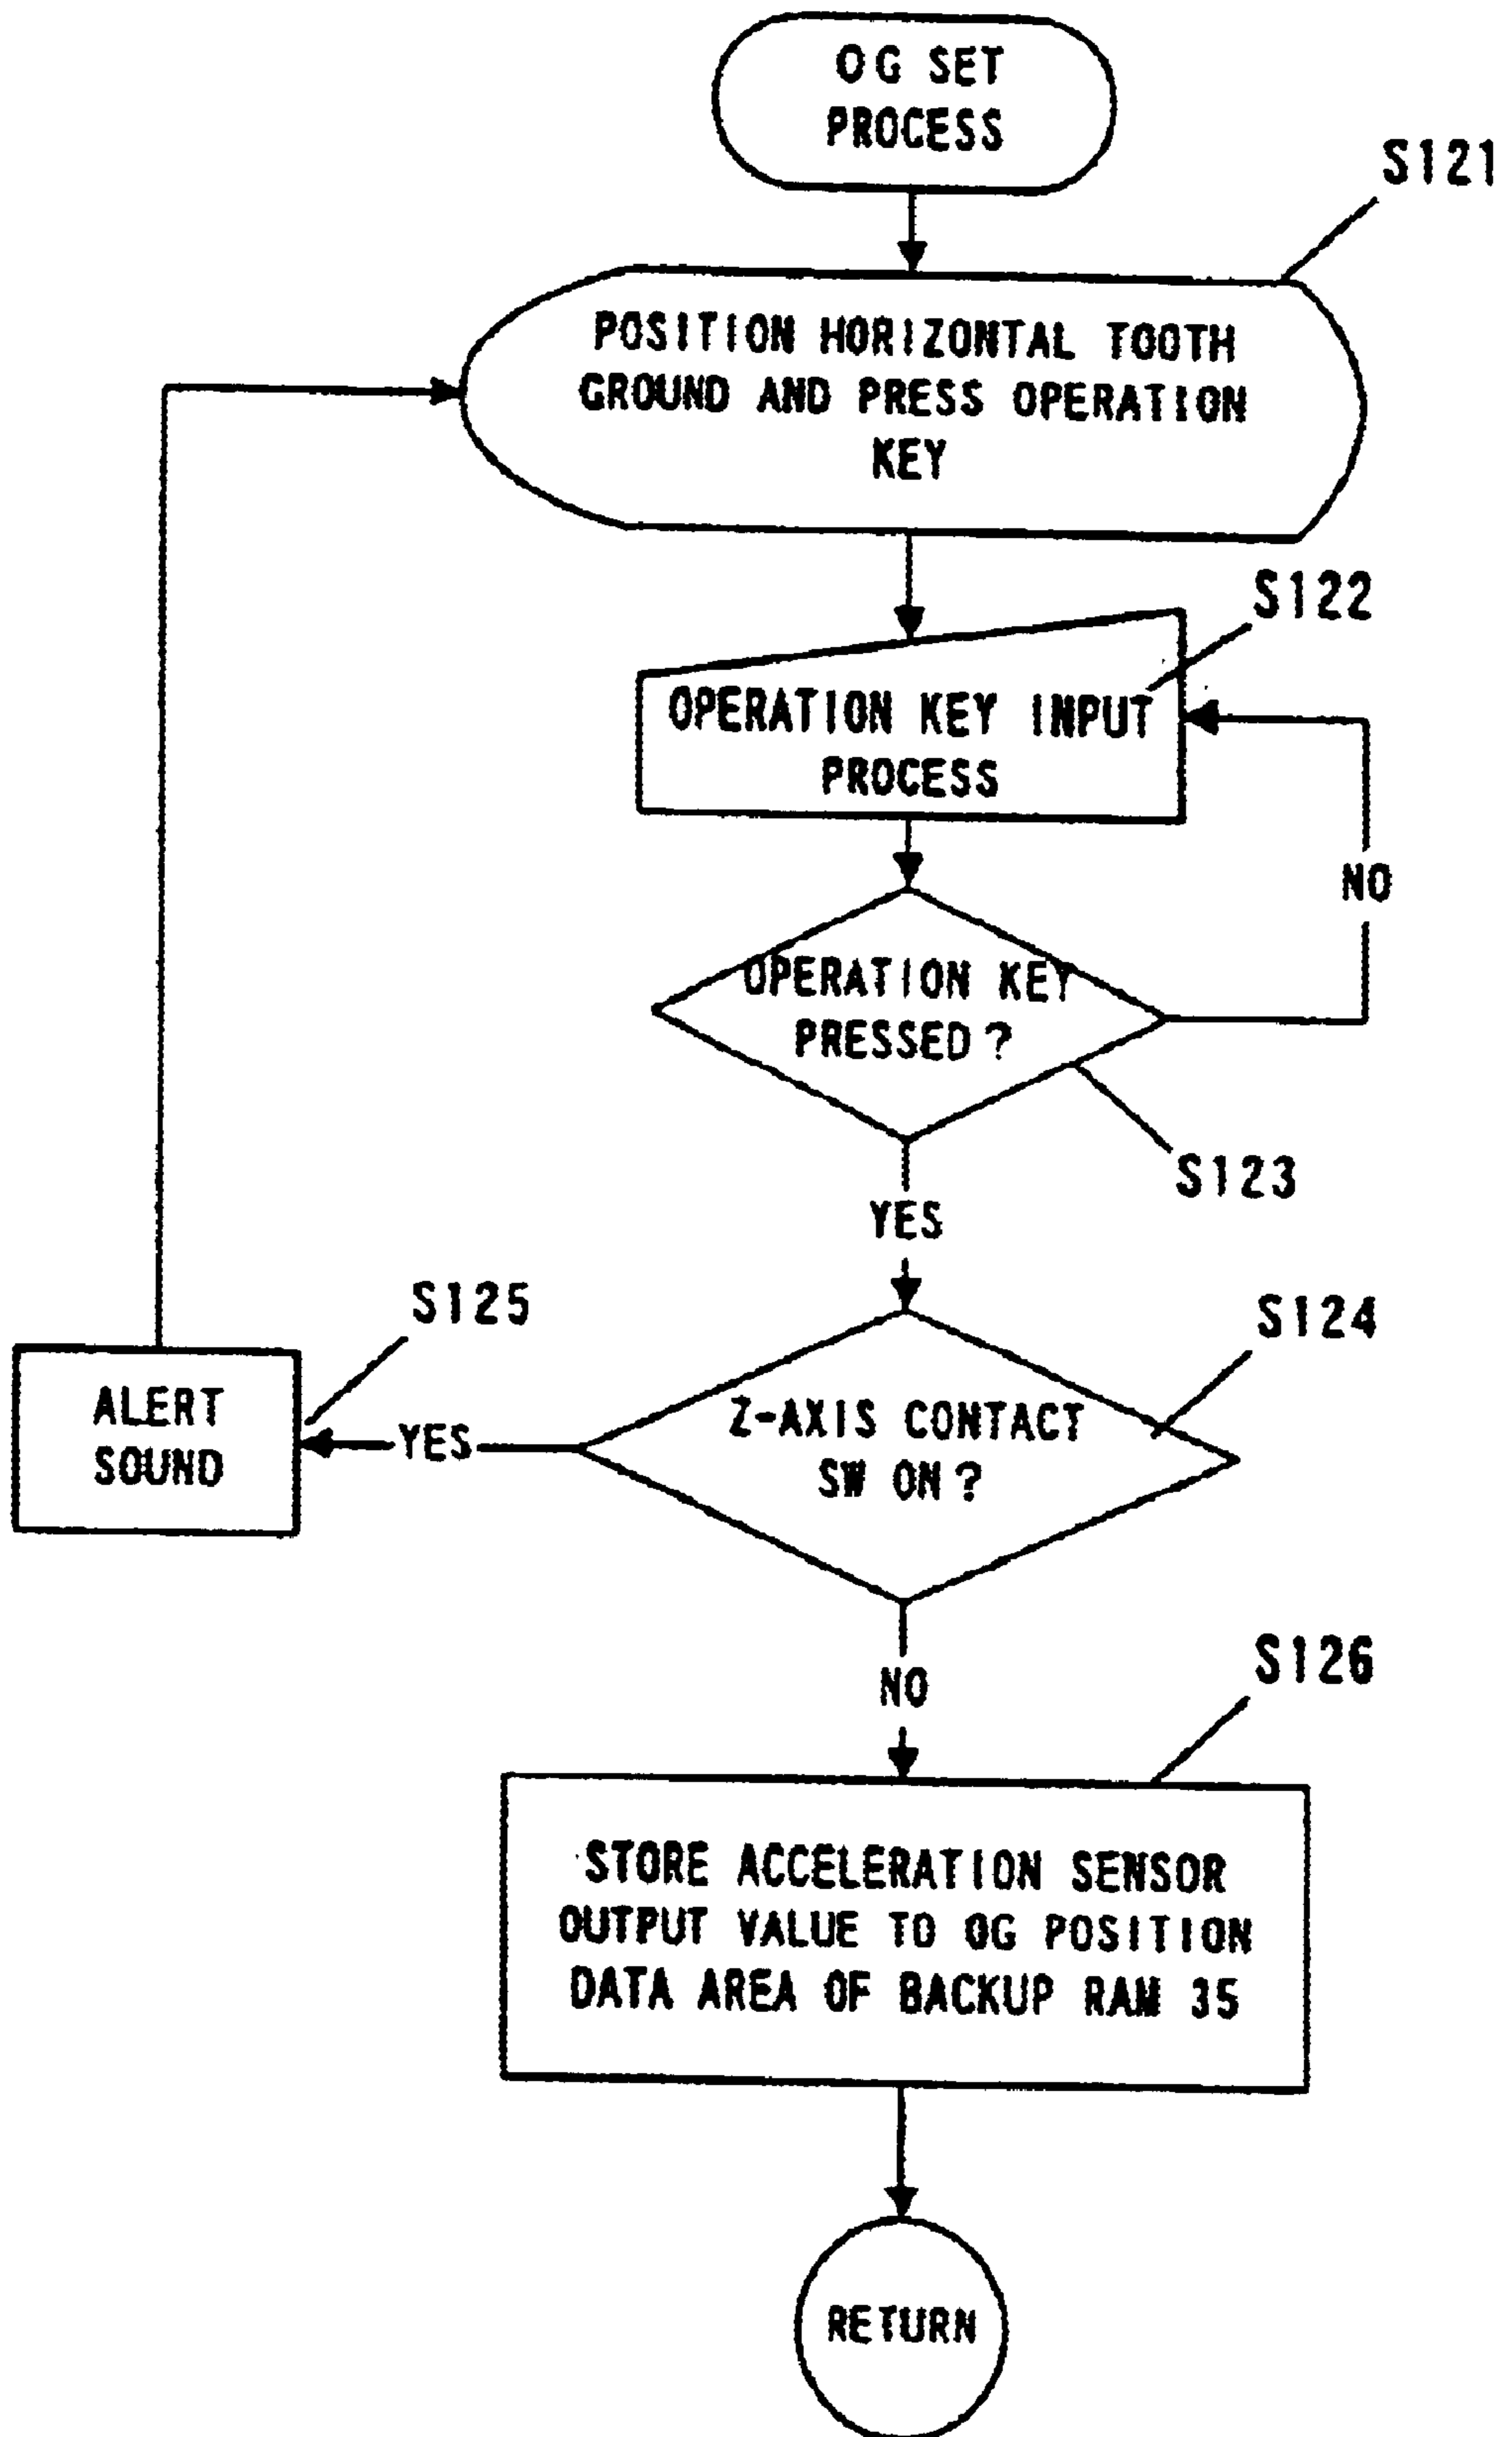 0G SET
PROCESS
S121
POSITION HORIZONTAL TOOTH
GROUND AND PRESS OPERATION
KEY
S122
OPERATION KEY INPUT
PROCESS
NO
OPERATION KEY
PRESSED?
S123
YES
S125
S124
ALERT
SOUND
YES
Z-AXIS CONTACT
SW ON?
NO
S126
STORE ACCELERATION SENSOR
OUTPUT VALUE TO 0G POSITION
DATA AREA OF BACKUP RAM 35
RETURN